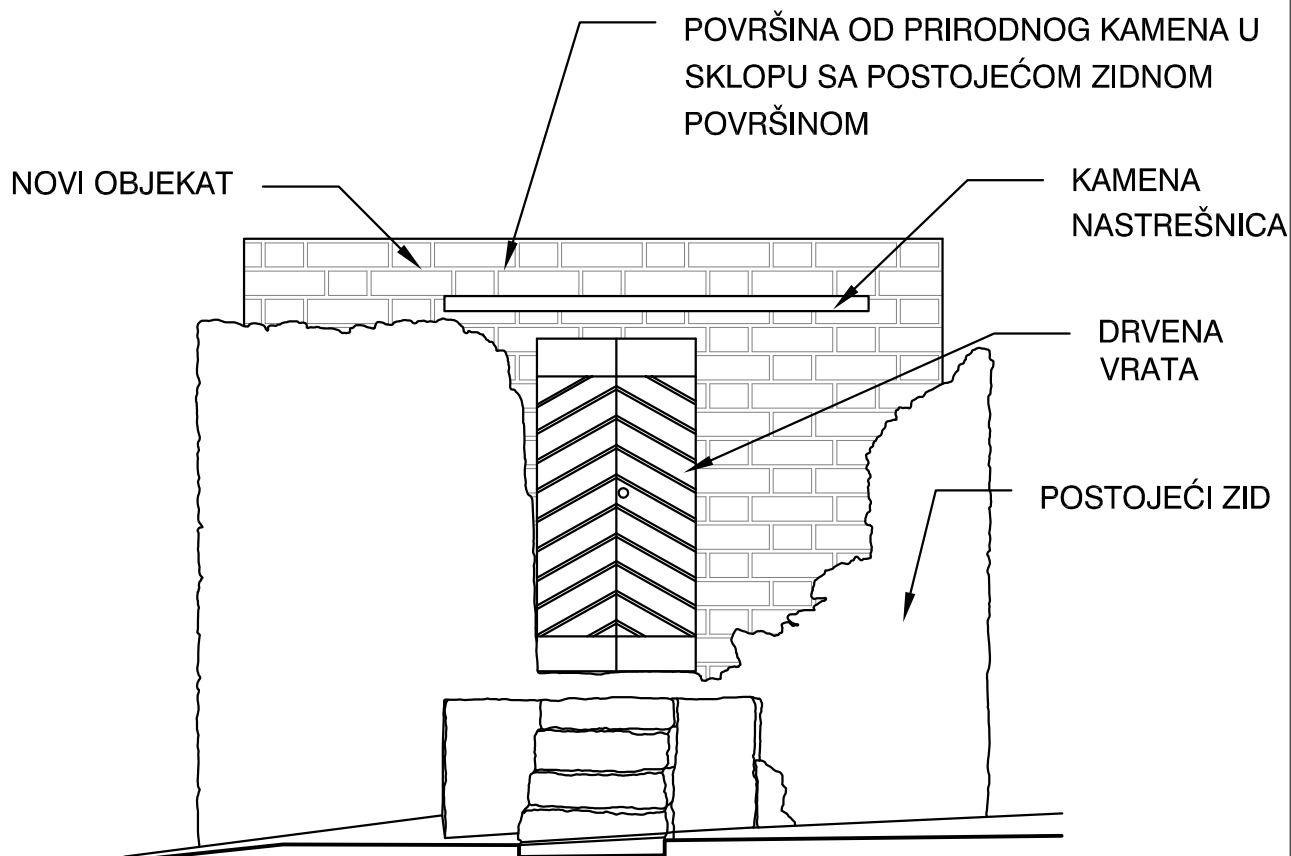 POVRŠINA OD PRIRODNOG KAMENA U
SKLOPU SA POSTOJEĆOM ZIDNOM
POVRŠINOM
NOVI OBJEKAT
KAMENA
NASTREŠNICA
DRVENA
VRATA
POSTOJEĆI ZID